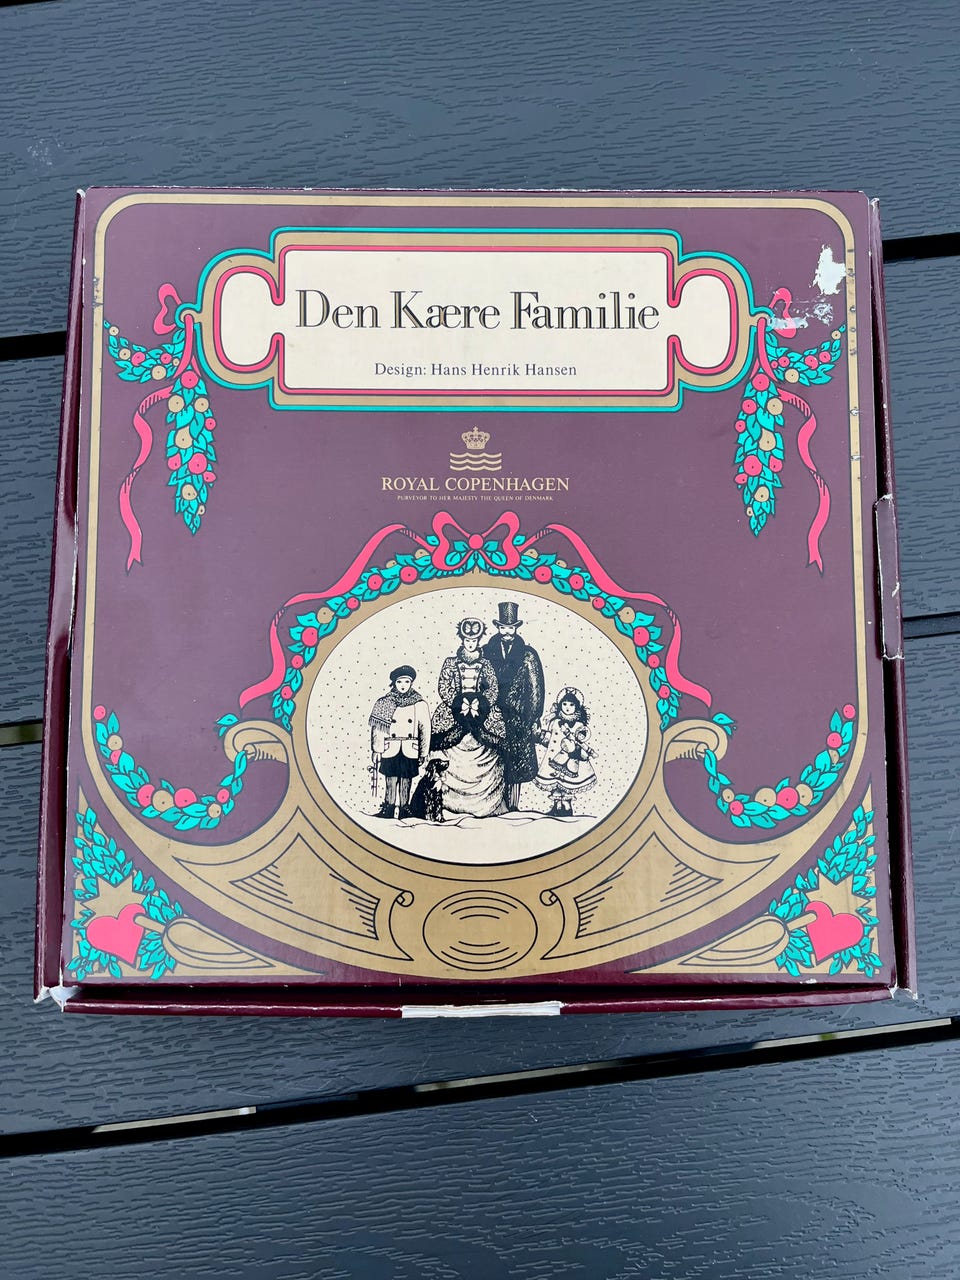 Den Kære Familie
Design: Hans Henrik Hansen
ROYAL COPENHAGEN
PURVEYOR TO HER MAJESTY THE QUEEN OF DENMARK